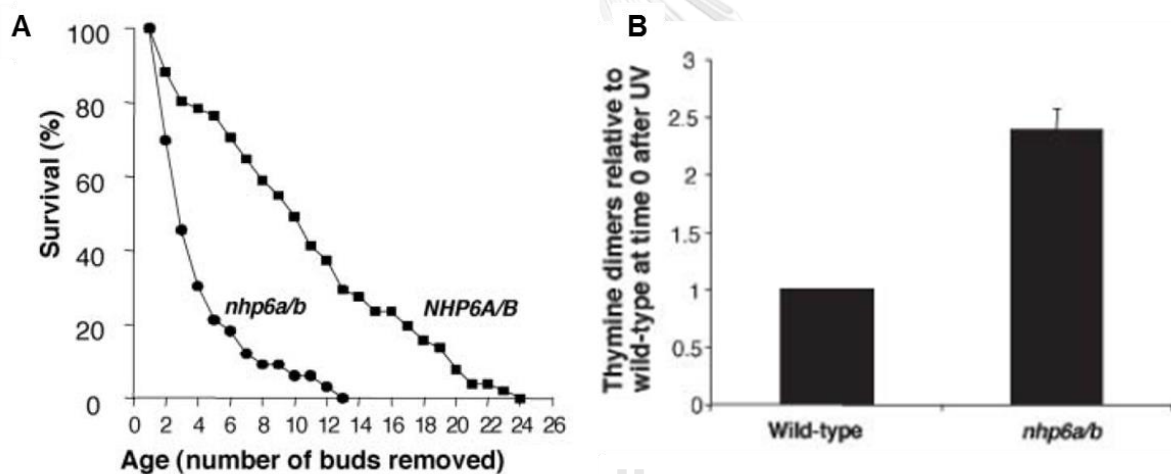 A
Survival (%)
100
80
60
40
20
0
nhp6a/b
NHP6A/B
0 2 4 6 8 10 12 14 16 18 20 22 24 26
Age (number of buds removed)
B
Thymine dimers relative to
wild-type at time 0 after UV
3
2.5
2
1.5
1
0.5
0
Wild-type
nhp6a/b